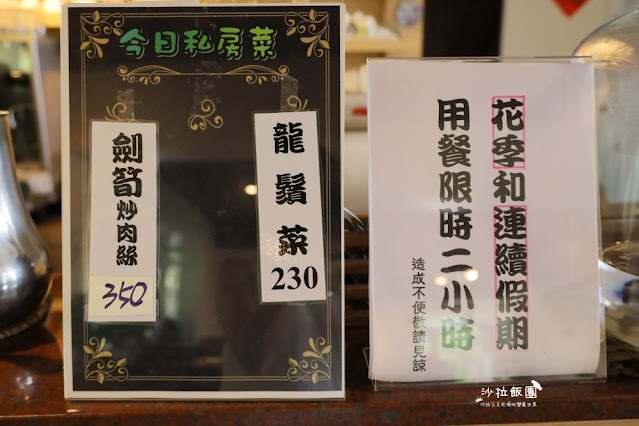 今日私房菜
龍鬚菜
230
劍筍炒肉絲
350
花季和連續假期
用餐限時二小時
造成不便敬請見諒
沙拉飯團